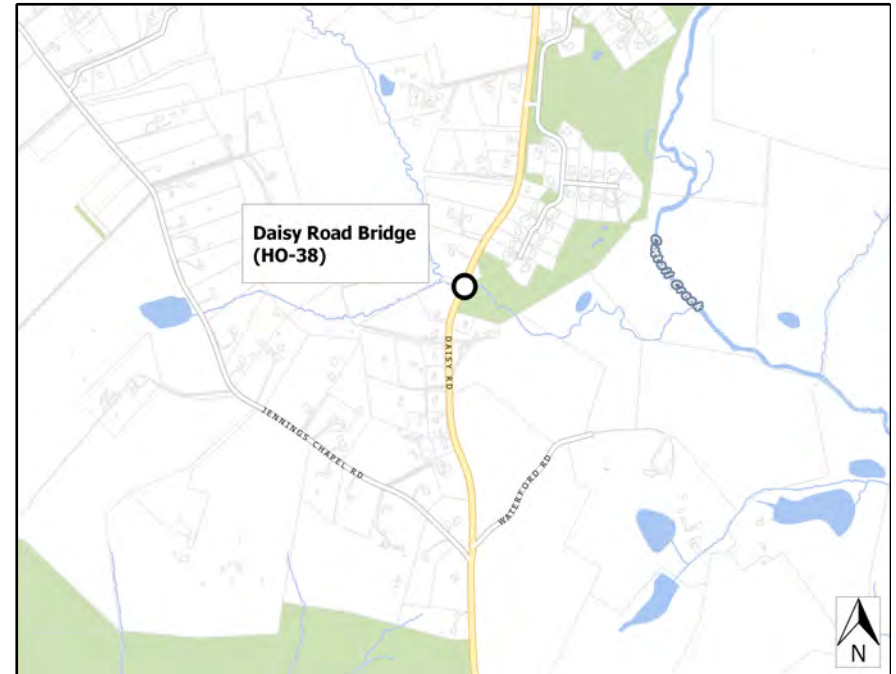 Daisy Road Bridge
(HO-38)
Cattail Creek
DAISY RD
JENNINGS CHAPEL RD
WATERFORD RD
N